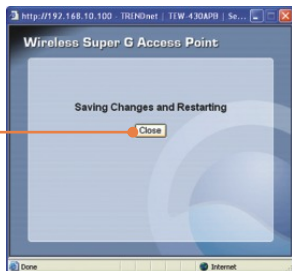 http://192.168.10.100 - TRENDnet | TEW-430APB | Se...
Wireless Super G Access Point
Saving Changes and Restarting
Close
Done
Internet